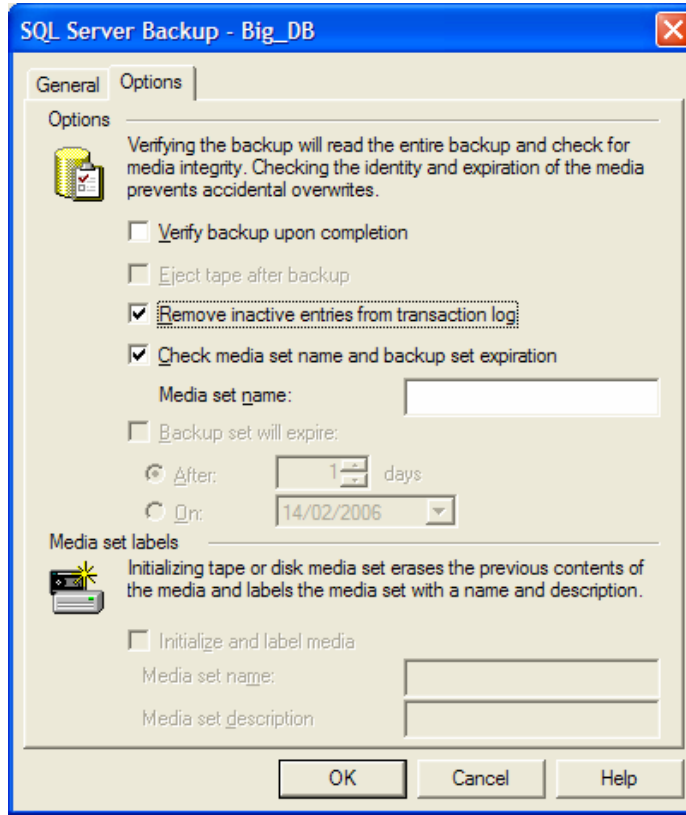 SQL Server Backup - Big_DB
General Options
Options
Verifying the backup will read the entire backup and check for
media integrity. Checking the identity and expiration of the media
prevents accidental overwrites.
Verify backup upon completion
Eject tape after backup
Remove inactive entries from transaction log
Check media set name and backup set expiration
Media set name:
Backup set will expire:
After: 1 days
On: 14/02/2006
Media set labels
Initializing tape or disk media set erases the previous contents of
the media and labels the media set with a name and description.
Initialize and label media
Media set name:
Media set description
OK Cancel Help